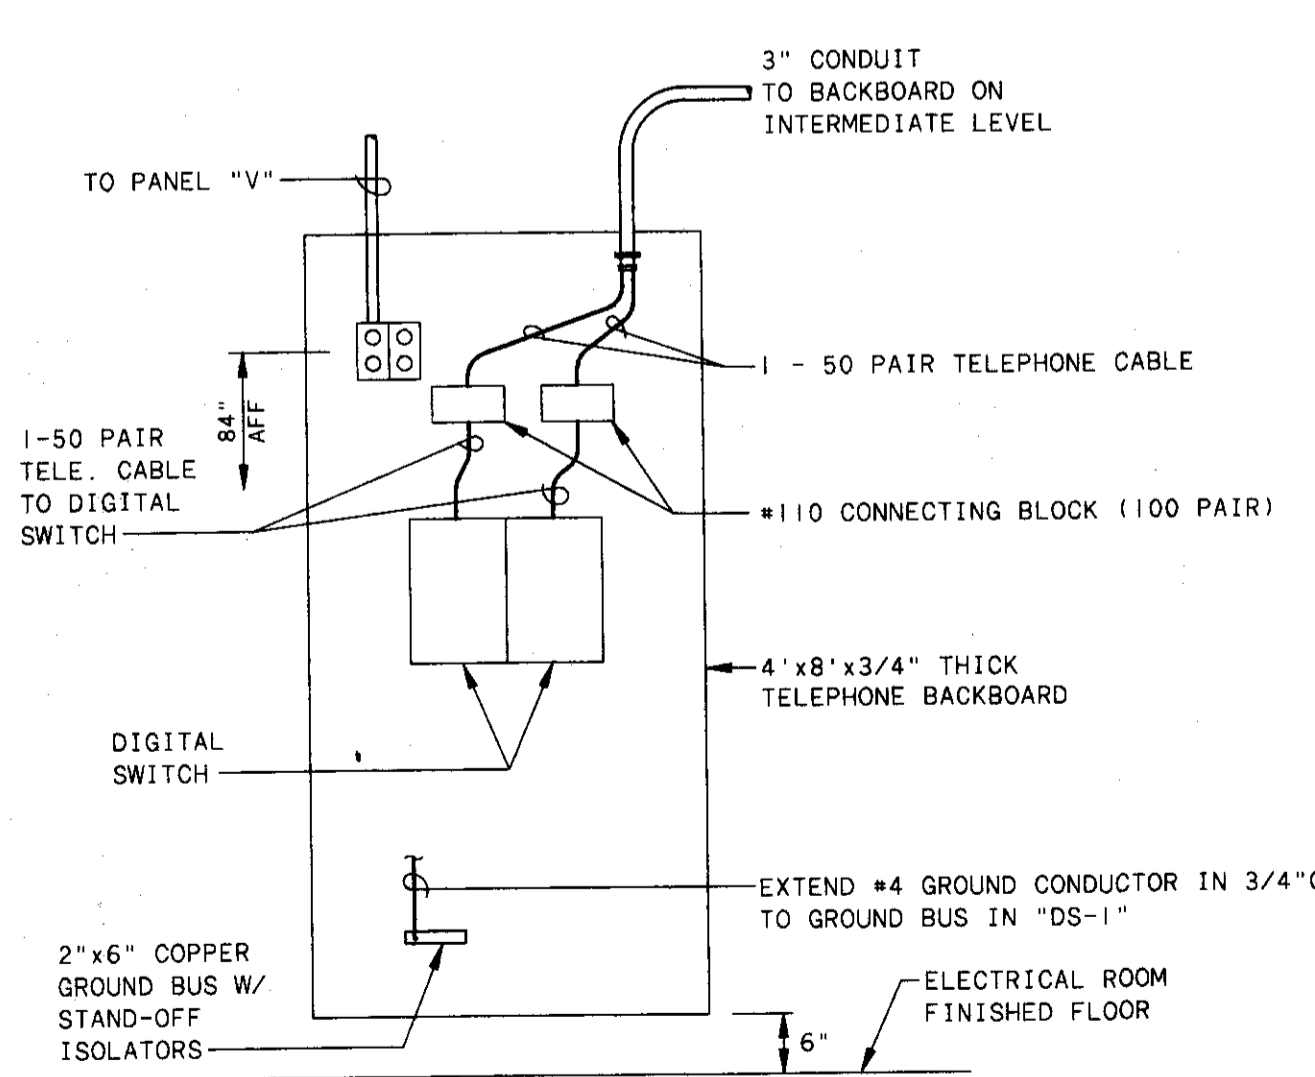 3" CONDUIT
TO BACKBOARD ON
INTERMEDIATE LEVEL
TO PANEL "V"
1 - 50 PAIR TELEPHONE CABLE
84"
AFF
1-50 PAIR
TELE. CABLE
TO DIGITAL
SWITCH
#110 CONNECTING BLOCK (100 PAIR)
4'x8'x3/4" THICK
TELEPHONE BACKBOARD
DIGITAL
SWITCH
EXTEND #4 GROUND CONDUCTOR IN 3/4"C
TO GROUND BUS IN "DS-1"
2"x6" COPPER
GROUND BUS W/
STAND-OFF
ISOLATORS
ELECTRICAL ROOM
FINISHED FLOOR
6"